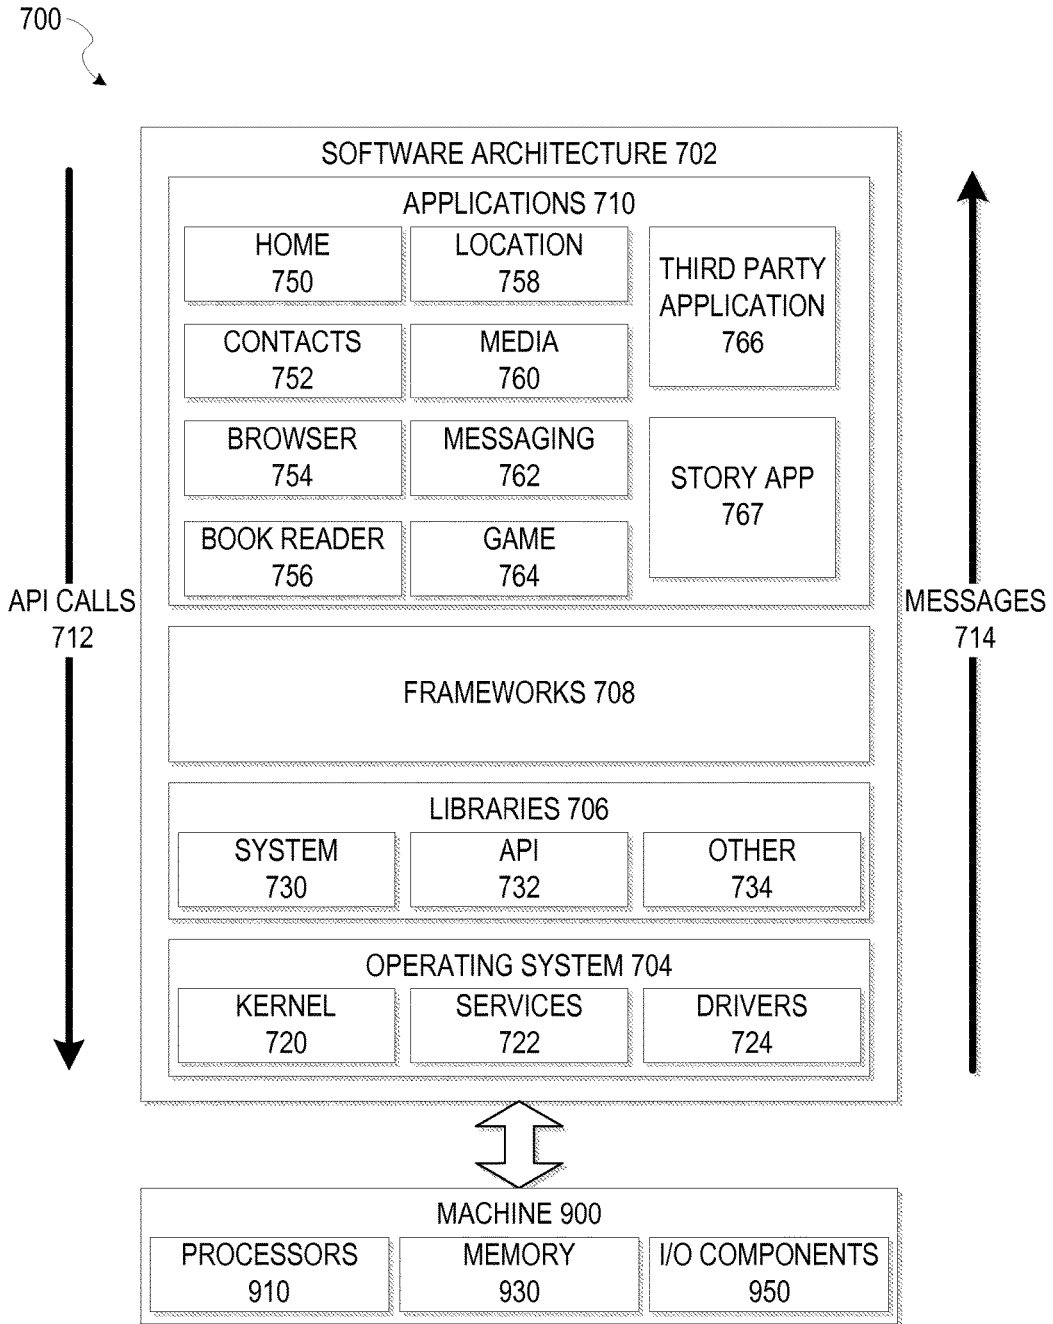 700
SOFTWARE ARCHITECTURE 702
APPLICATIONS 710
HOME
750
LOCATION
758
THIRD PARTY
APPLICATION
766
CONTACTS
752
MEDIA
760
BROWSER
754
MESSAGING
762
STORY APP
767
BOOK READER
756
GAME
764
API CALLS
712
MESSAGES
714
FRAMEWORKS 708
LIBRARIES 706
SYSTEM
730
API
732
OTHER
734
OPERATING SYSTEM 704
KERNEL
720
SERVICES
722
DRIVERS
724
MACHINE 900
PROCESSORS
910
MEMORY
930
I/O COMPONENTS
950